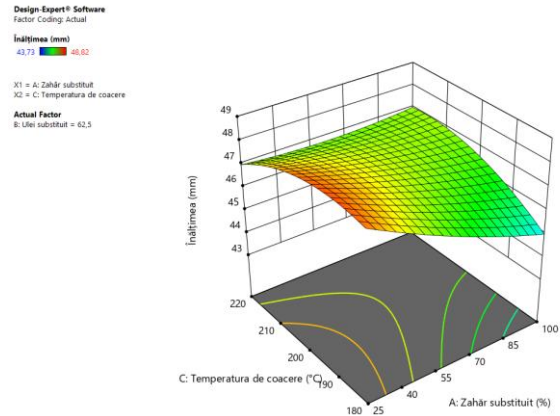 Design-Expert® Software
Factor Coding: Actual
Înălțimea (mm)
43,73 48,82
X1 = A: Zahăr substituit
X2 = C: Temperatura de coacere
Actual Factor
B: Ulei substituit = 62,5
49
48
47
46
45
44
43
Înălțimea (mm)
220
210
200
190
180
C: Temperatura de coacere (°C)
25
40
55
70
85
100
A: Zahăr substituit (%)